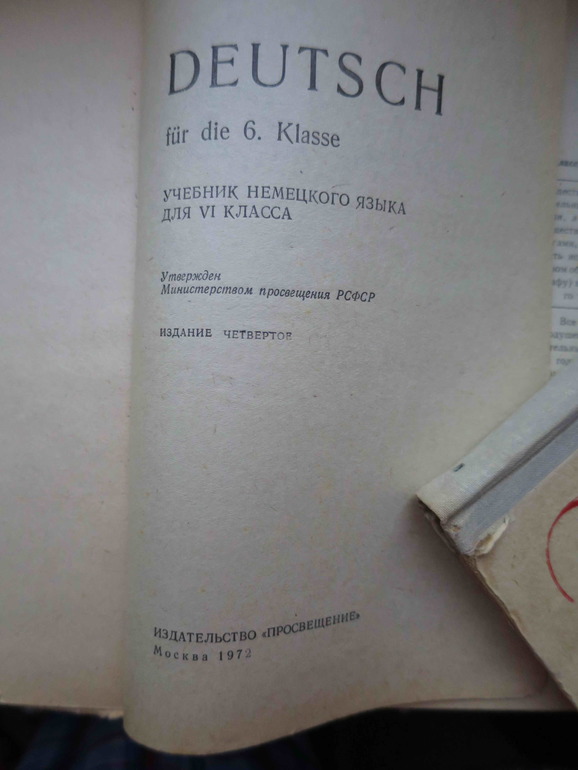 DEUTSCH
für die 6. Klasse
УЧЕБНИК НЕМЕЦКОГО ЯЗЫКА
ДЛЯ VI КЛАССА
Утвержден
Министерством просвещения РСФСР
ИЗДАНИЕ ЧЕТВЕРТОЕ
ИЗДАТЕЛЬСТВО «ПРОСВЕЩЕНИЕ»
Москва 1972
Все